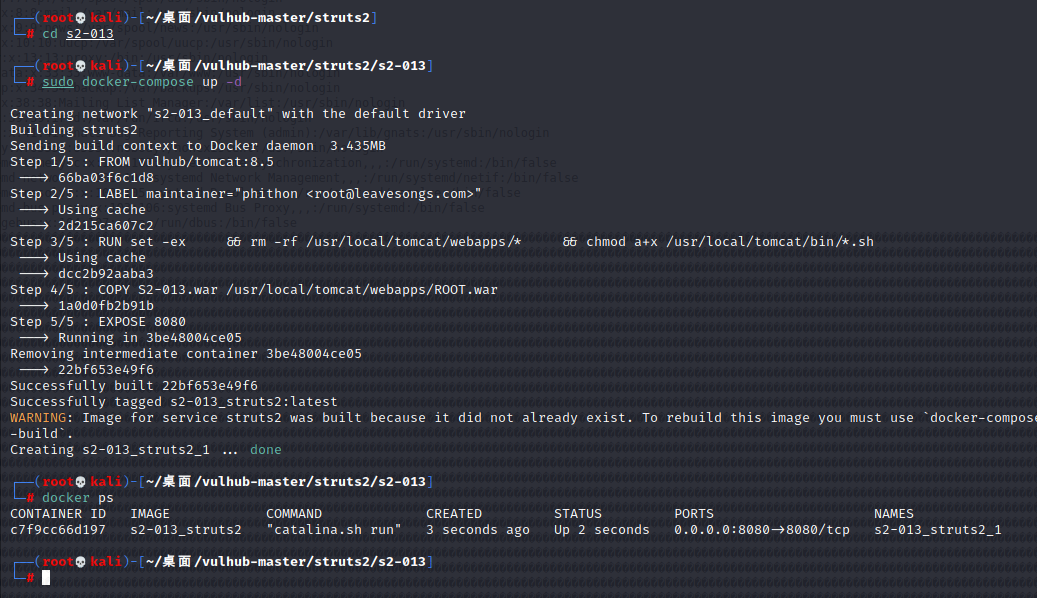 ┌──(root💀kali)-[~/桌面/vulhub-master/struts2]
└─# cd s2-013
┌──(root💀kali)-[~/桌面/vulhub-master/struts2/s2-013]
└─# sudo docker-compose up -d
Creating network "s2-013_default" with the default driver
Building struts2
Sending build context to Docker daemon  3.435MB
Step 1/5 : FROM vulhub/tomcat:8.5
 ---> 66ba03f6c1d8
Step 2/5 : LABEL maintainer="phithon <root@leavesongs.com>"
 ---> Using cache
 ---> 2d215ca607c2
Step 3/5 : RUN set -ex     && rm -rf /usr/local/tomcat/webapps/*     && chmod a+x /usr/local/tomcat/bin/*.sh
 ---> Using cache
 ---> dcc2b92aaba3
Step 4/5 : COPY S2-013.war /usr/local/tomcat/webapps/ROOT.war
 ---> 1a0d0fb2b91b
Step 5/5 : EXPOSE 8080
 ---> Running in 3be48004ce05
Removing intermediate container 3be48004ce05
 ---> 22bf653e49f6
Successfully built 22bf653e49f6
Successfully tagged s2-013_struts2:latest
WARNING: Image for service struts2 was built because it did not already exist. To rebuild this image you must use `docker-compose
-build`.
Creating s2-013_struts2_1 ... done
┌──(root💀kali)-[~/桌面/vulhub-master/struts2/s2-013]
└─# docker ps
CONTAINER ID   IMAGE            COMMAND             CREATED         STATUS         PORTS                    NAMES
c7f9cc66d197   s2-013_struts2   "catalina.sh run"   3 seconds ago   Up 2 seconds   0.0.0.0:8080->8080/tcp   s2-013_struts2_1
┌──(root💀kali)-[~/桌面/vulhub-master/struts2/s2-013]
└─#